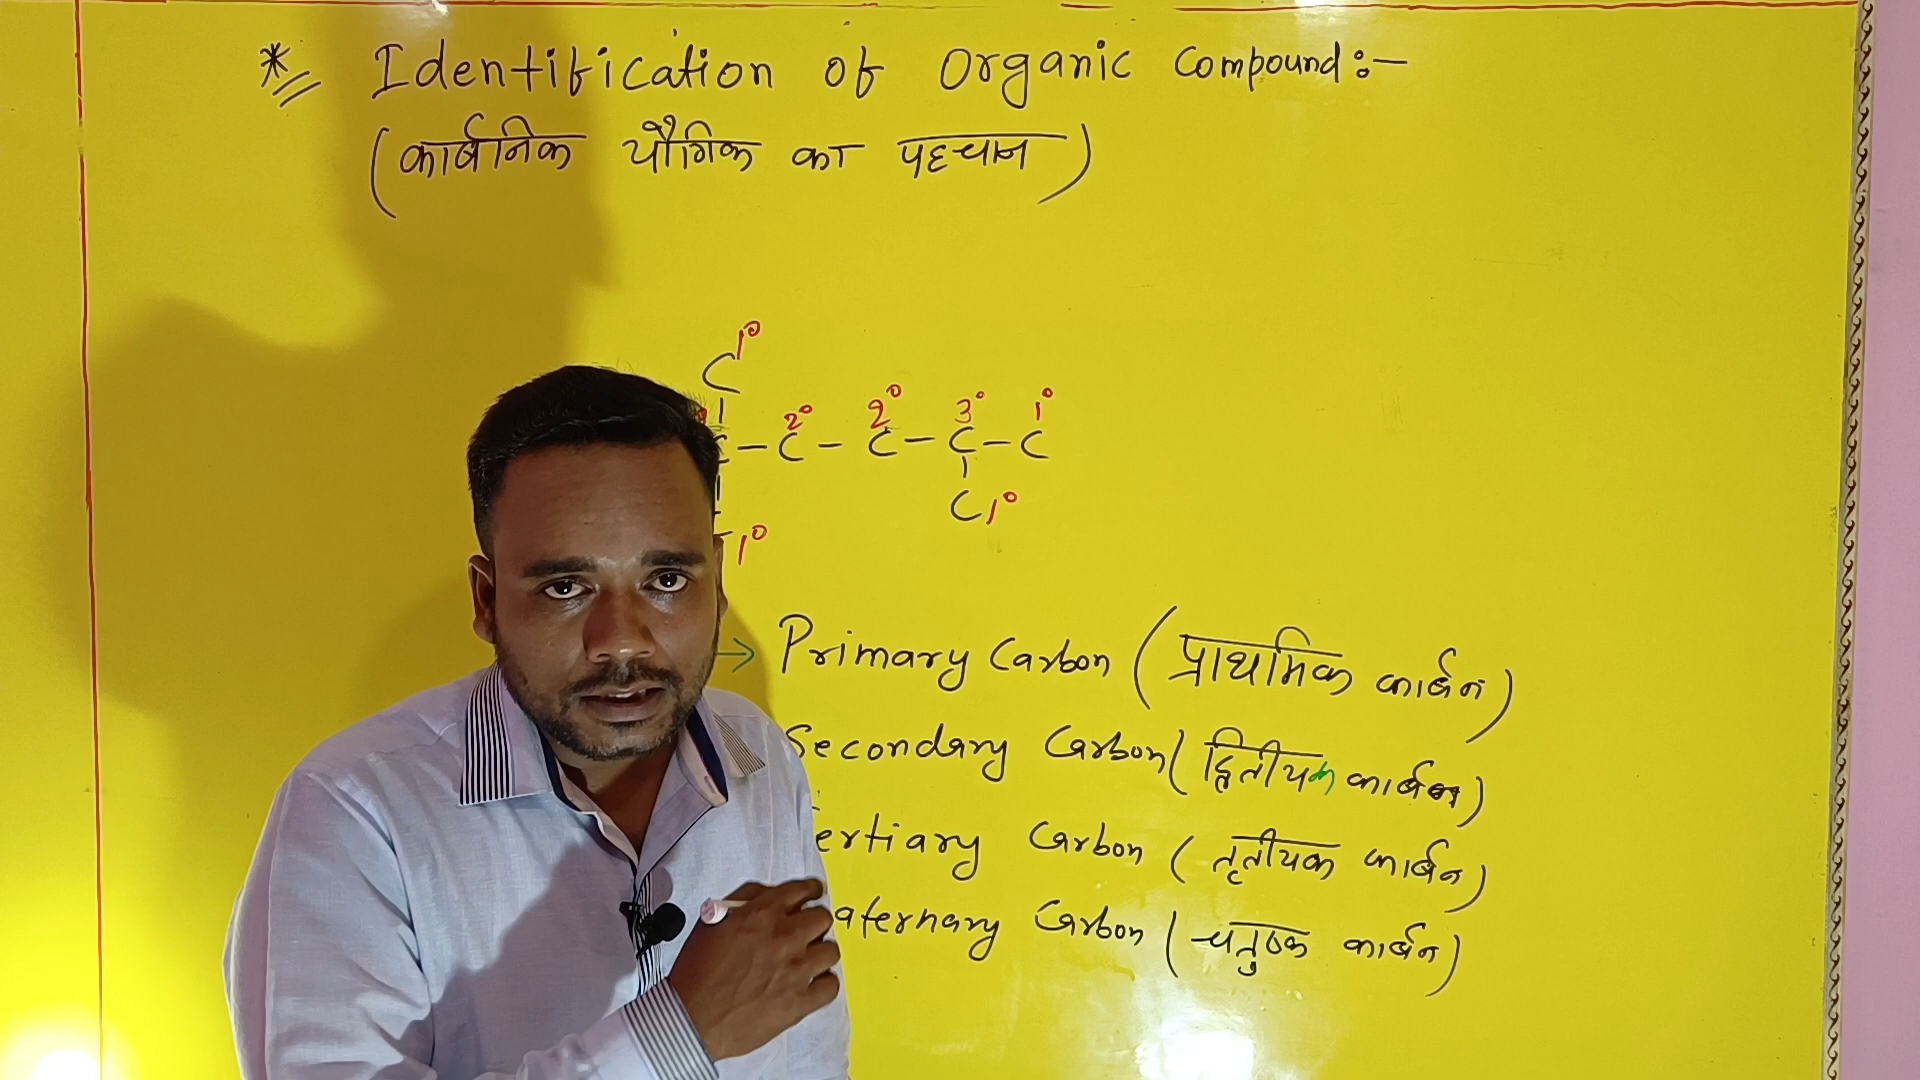 * Identification of Organic Compound :-
(कार्बनिक यौगिक का पहचान)
C 1°
C – C 2° – C 2° – C 3° – C 1°
C 1°
1°
→ Primary Carbon (प्राथमिक कार्बन)
Secondary Carbon (द्वितीयक कार्बन)
ertiary Carbon (तृतीयक कार्बन)
aternary Carbon (चतुष्क कार्बन)